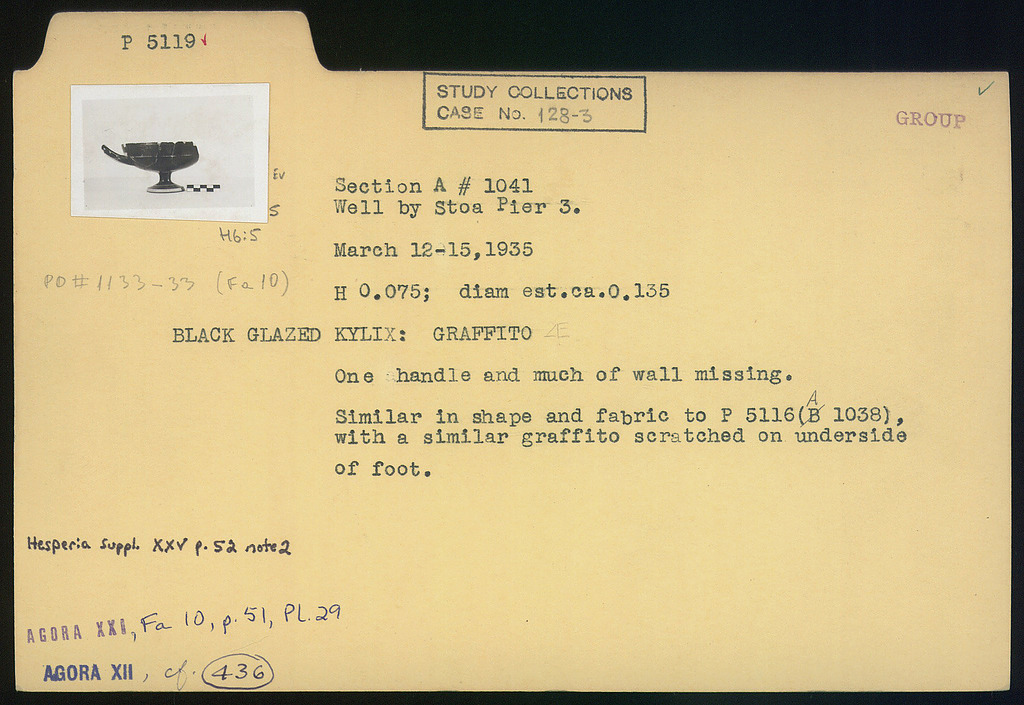 P 5119
STUDY COLLECTIONS
CASE No. 128-3
GROUP
EV
5
H6:5
PD#1133-33 (Fa 10)
Section A # 1041
Well by Stoa Pier 3.
March 12-15,1935
H 0.075; diam est.ca.0.135
BLACK GLAZED KYLIX: GRAFFITO Æ
One handle and much of wall missing.
A
Similar in shape and fabric to P 5116(B 1038),
with a similar graffito scratched on underside
of foot.
Hesperia Suppl. XXV p. 52 note 2
AGORA XXI, Fa 10, p. 51, PL. 29
AGORA XII, cf. 436